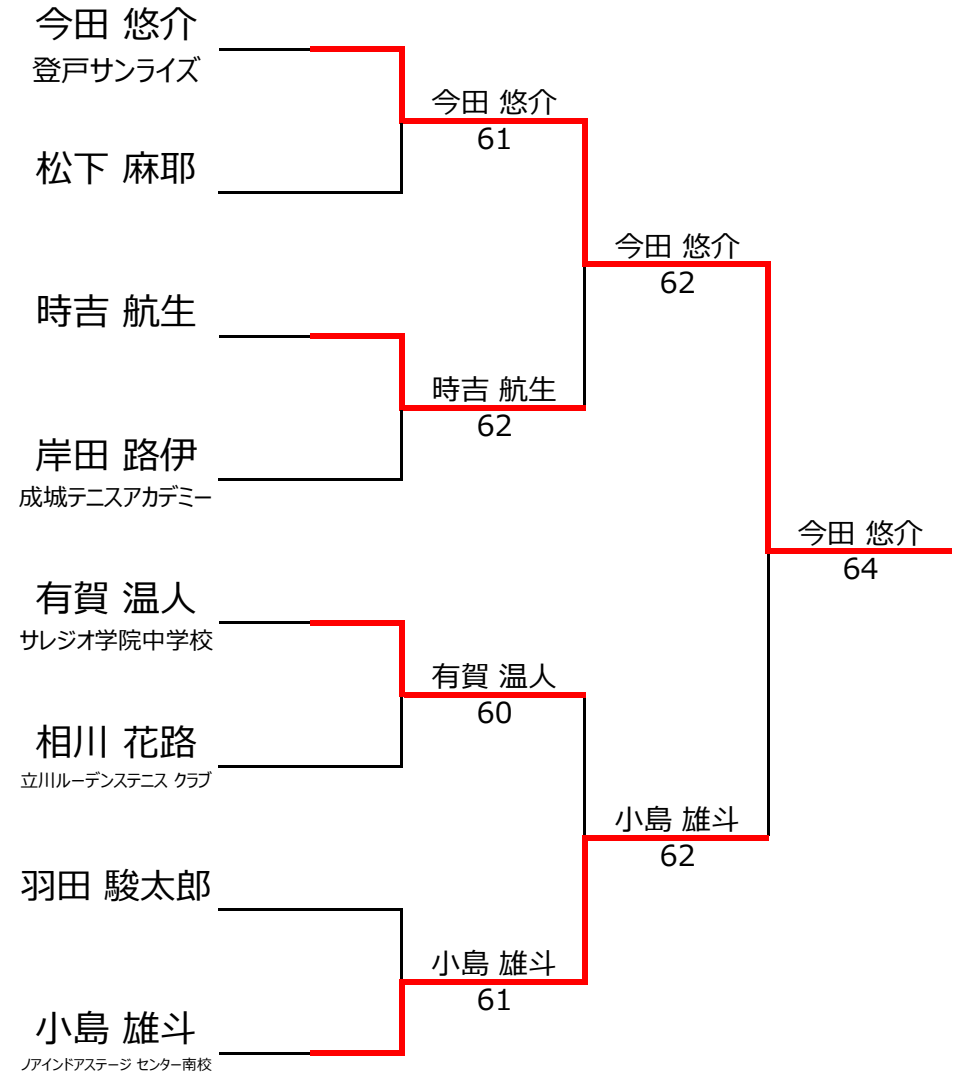 今田 悠介
登戸サンライズ
今田 悠介
61
松下 麻耶
今田 悠介
62
時吉 航生
時吉 航生
62
岸田 路伊
成城テニスアカデミー
今田 悠介
64
有賀 温人
サレジオ学院中学校
有賀 温人
60
相川 花路
立川ルーデンステニス クラブ
小島 雄斗
62
羽田 駿太郎
小島 雄斗
61
小島 雄斗
ノアインドアステージ センター南校